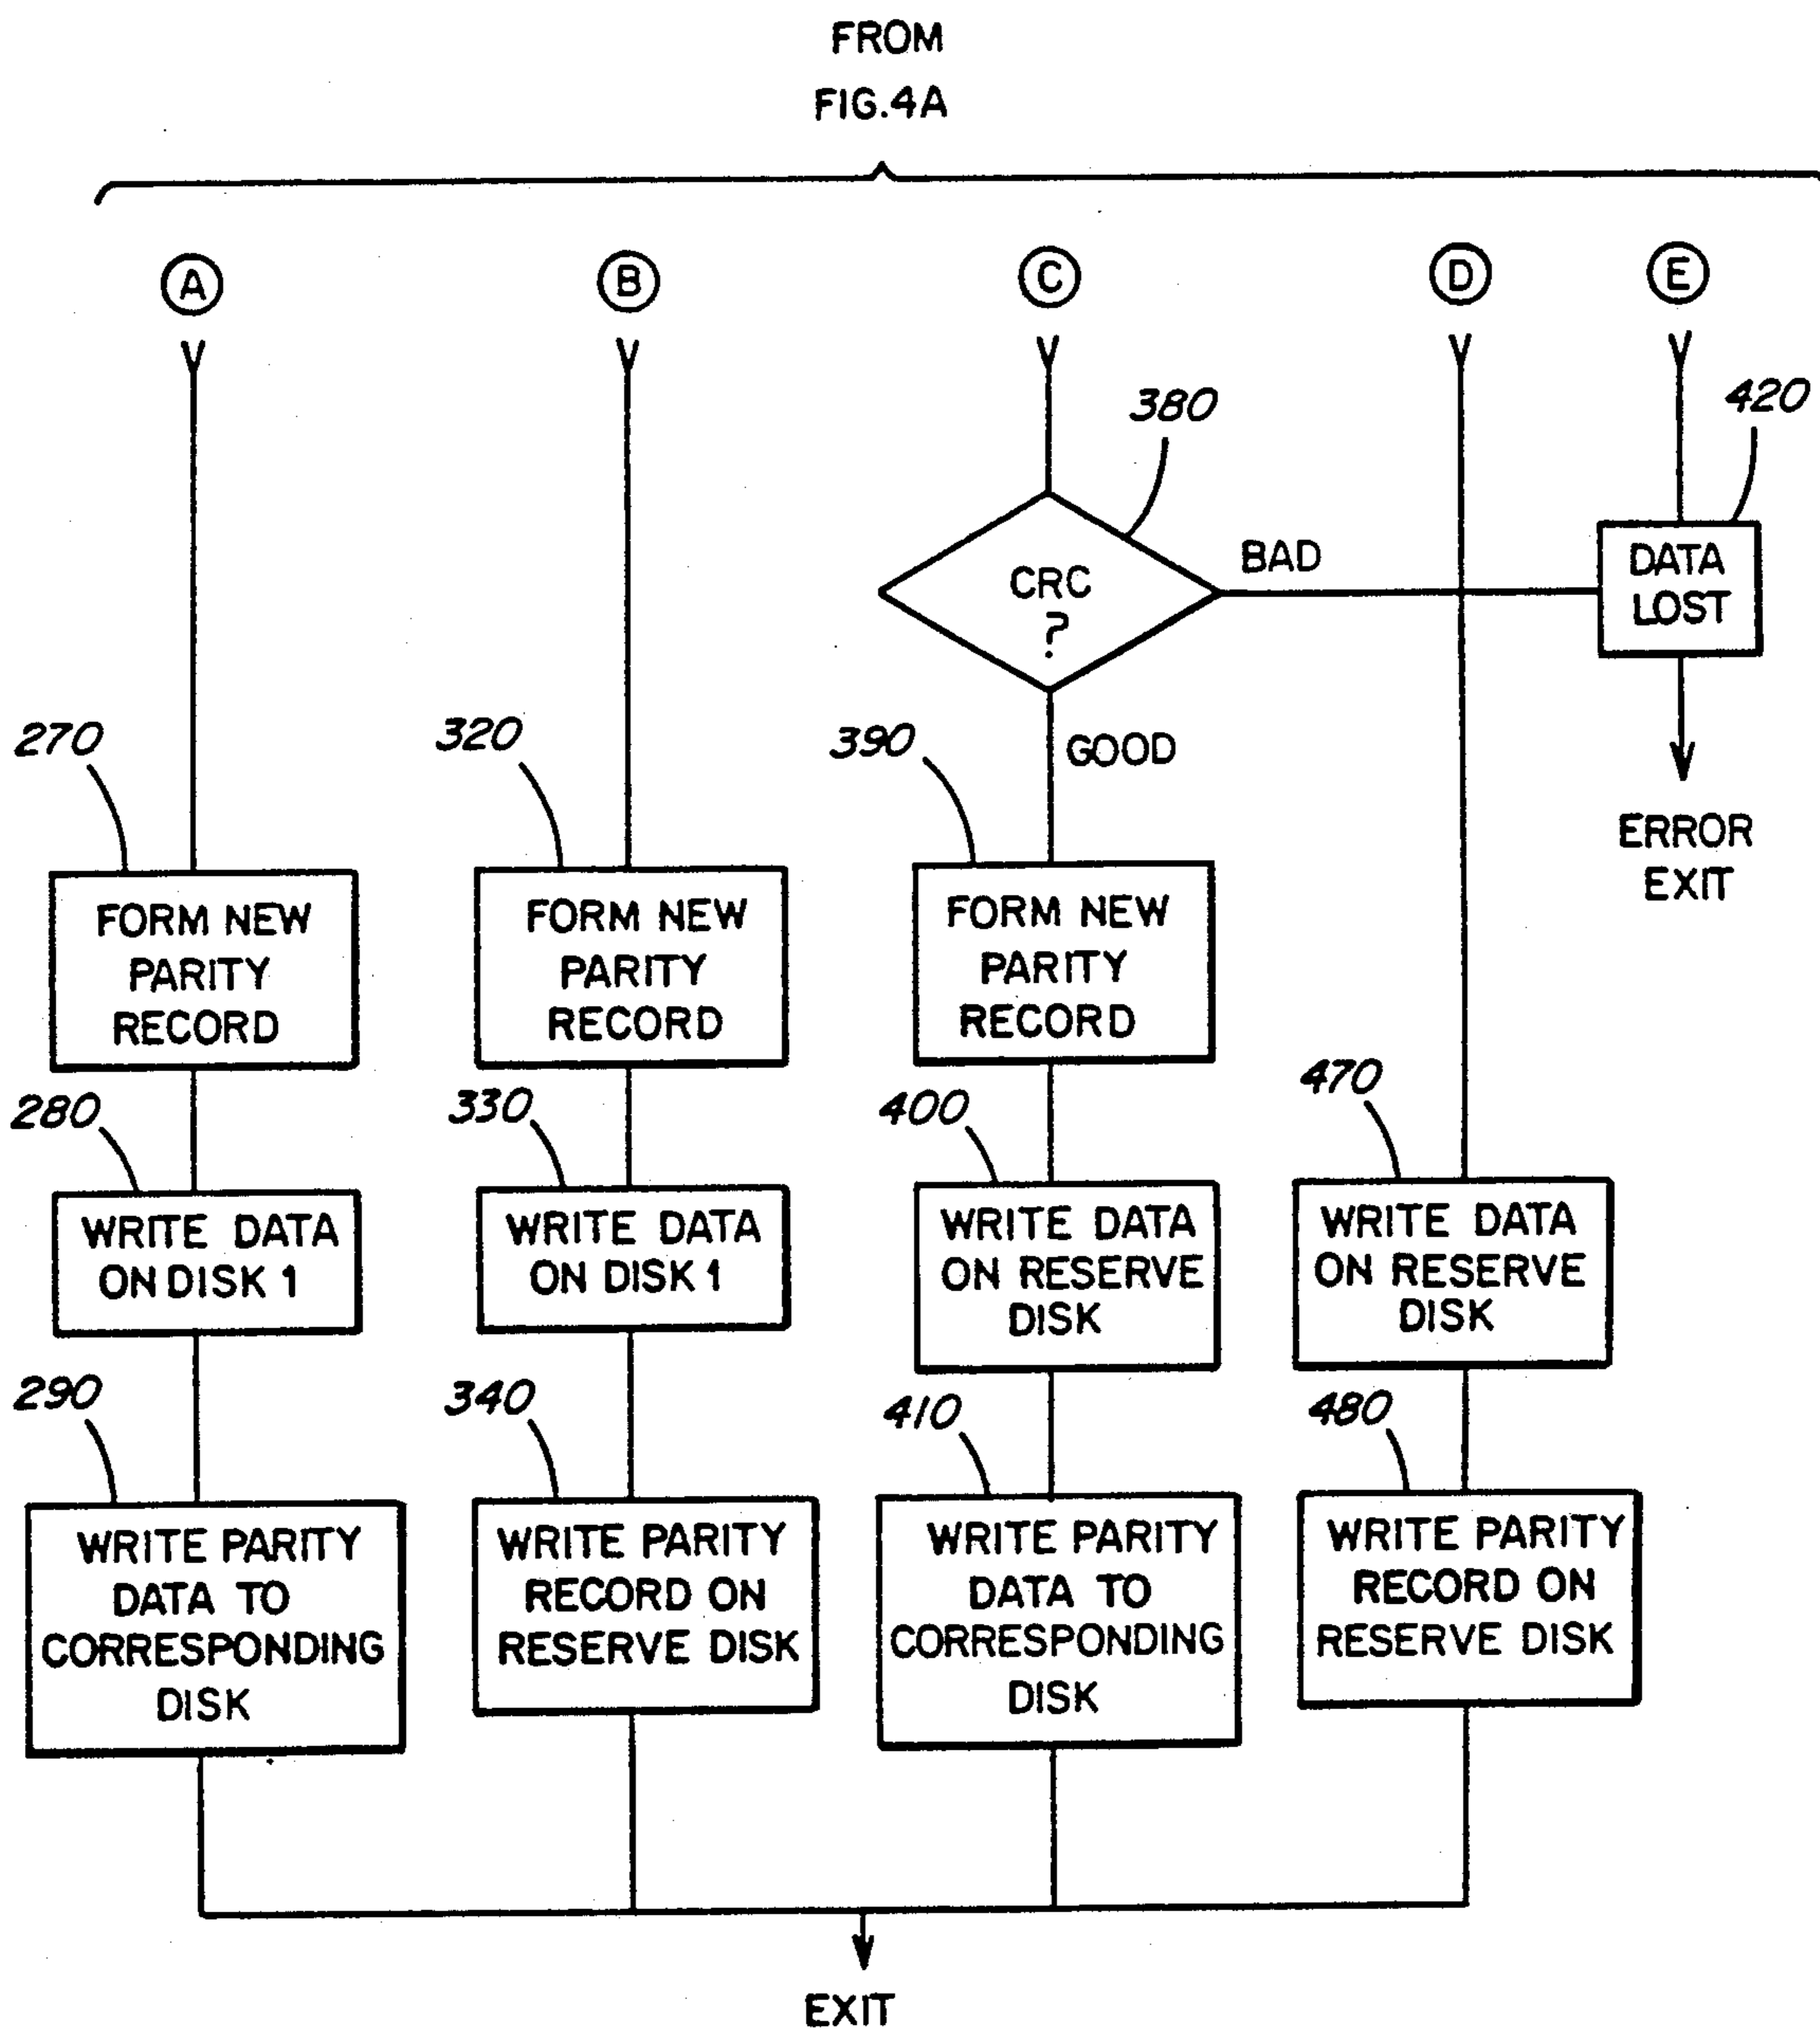 FROM
FIG.4A
A
B
C
D
E
380
420
CRC
?
BAD
DATA
LOST
GOOD
ERROR
EXIT
270
FORM NEW
PARITY
RECORD
280
WRITE DATA
ON DISK 1
290
WRITE PARITY
DATA TO
CORRESPONDING
DISK
320
FORM NEW
PARITY
RECORD
330
WRITE DATA
ON DISK 1
340
WRITE PARITY
RECORD ON
RESERVE DISK
390
FORM NEW
PARITY
RECORD
400
WRITE DATA
ON RESERVE
DISK
410
WRITE PARITY
DATA TO
CORRESPONDING
DISK
470
WRITE DATA
ON RESERVE
DISK
480
WRITE PARITY
RECORD ON
RESERVE DISK
EXIT